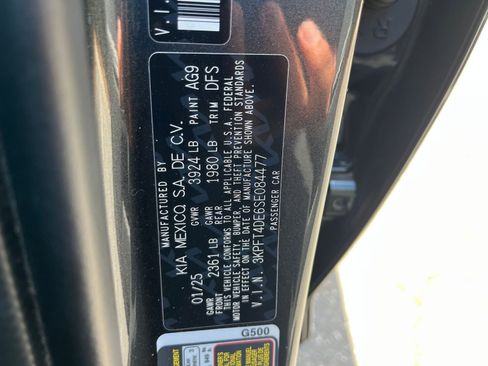 V.I.
MANUFACTURED BY
KIA MEXICO, S.A. DE C.V.
01/25 GVWR 3924 LB PAINT AG9
GAWR FRONT 2361 LB GAWR REAR 1980 LB TRIM DFS
THIS VEHICLE CONFORMS TO ALL APPLICABLE U.S.A. FEDERAL
MOTOR VEHICLE SAFETY, BUMPER, AND THEFT PREVENTION STANDARDS
IN EFFECT ON THE DATE OF MANUFACTURE SHOWN ABOVE.
V.I.N. 3KPFT4DE6SE084477
PASSENGER CAR
G500